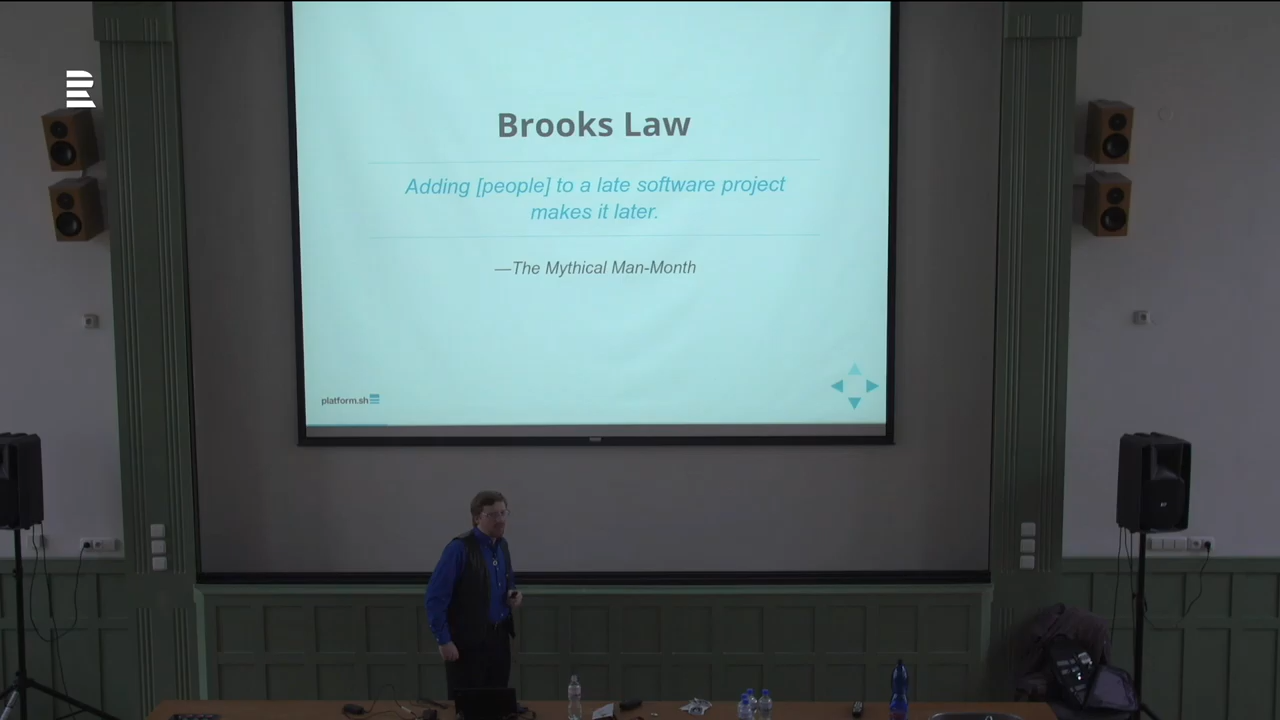 Brooks Law
Adding [people] to a late software project
makes it later.
—The Mythical Man-Month
platform.sh